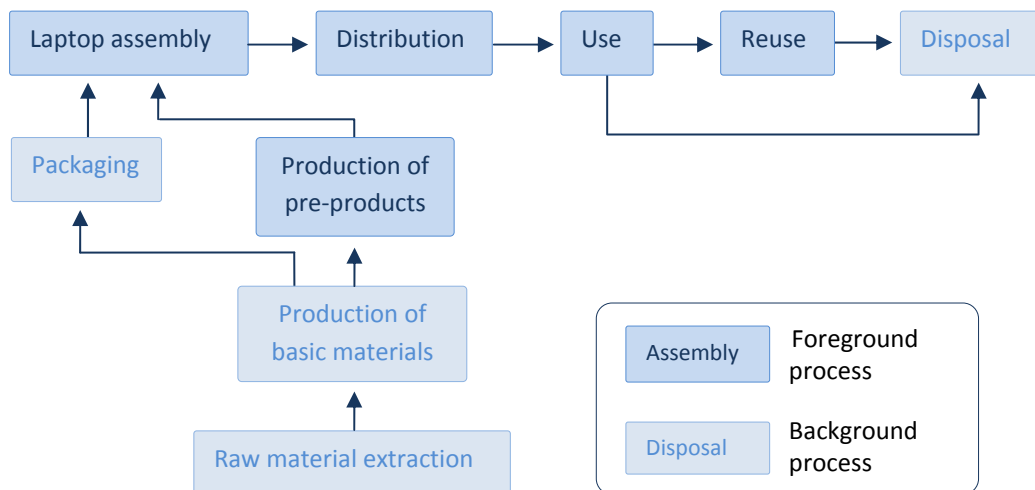 Laptop assembly
Distribution
Use
Reuse
Disposal
Packaging
Production of
pre-products
Production of
basic materials
Raw material extraction
Assembly
Foreground
process
Disposal
Background
process